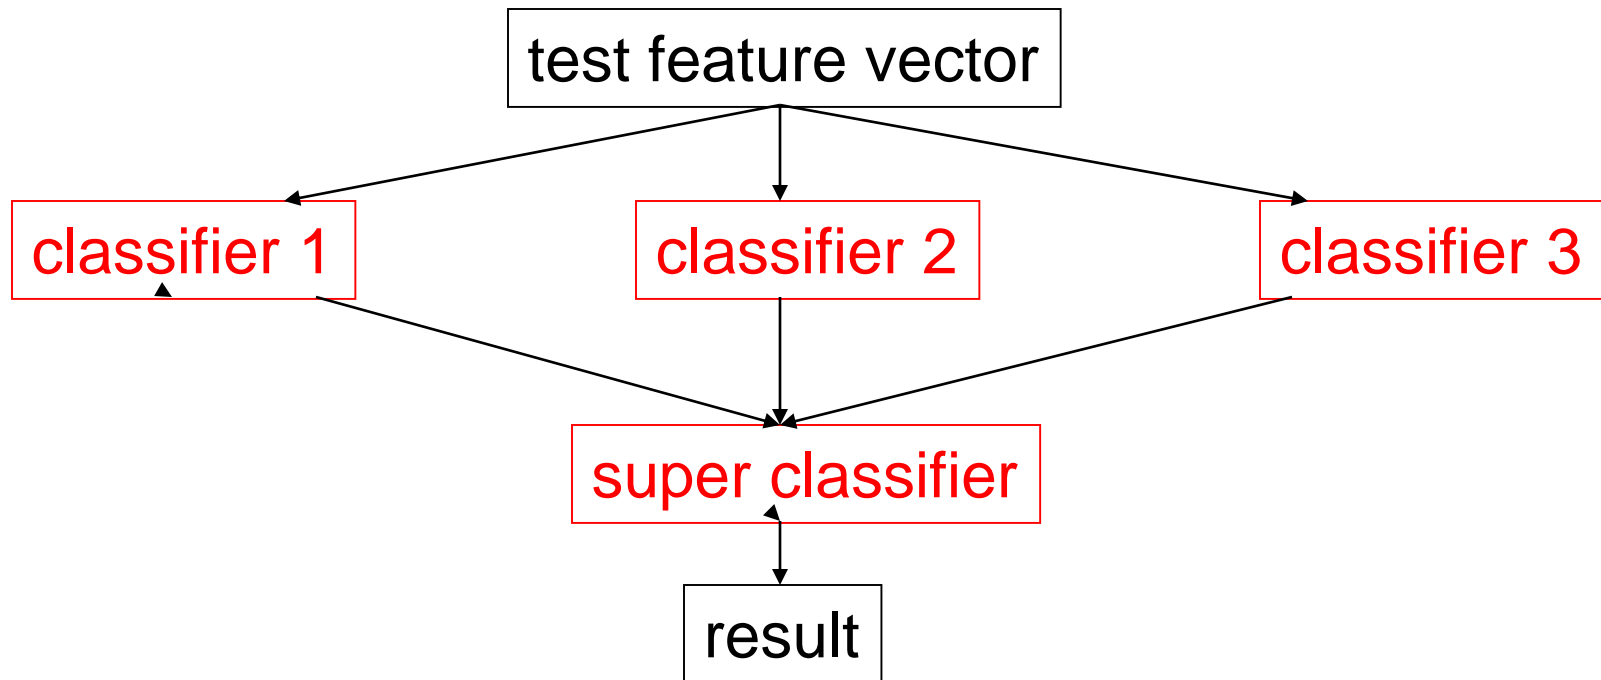 test feature vector
classifier 1
classifier 2
classifier 3
super classifier
result